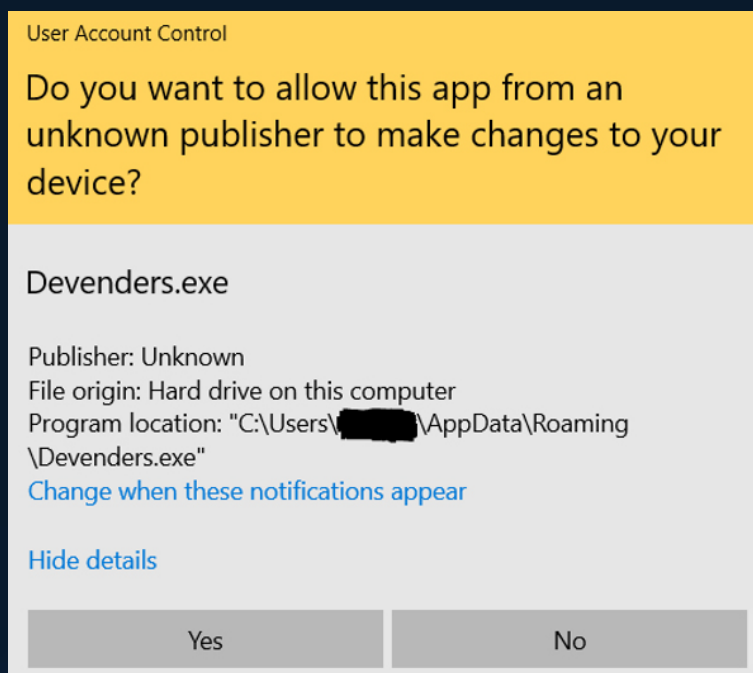 User Account Control
Do you want to allow this app from an
unknown publisher to make changes to your
device?
Devenders.exe
Publisher: Unknown
File origin: Hard drive on this computer
Program location: "C:\Users\\AppData\Roaming
\Devenders.exe"
Change when these notifications appear
Hide details
Yes
No